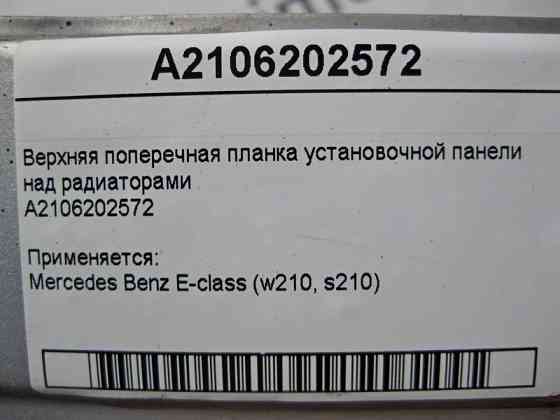 A2106202572
Верхняя поперечная планка установочной панели
над радиаторами
A2106202572
Применяется:
Mercedes Benz E-class (w210, s210)